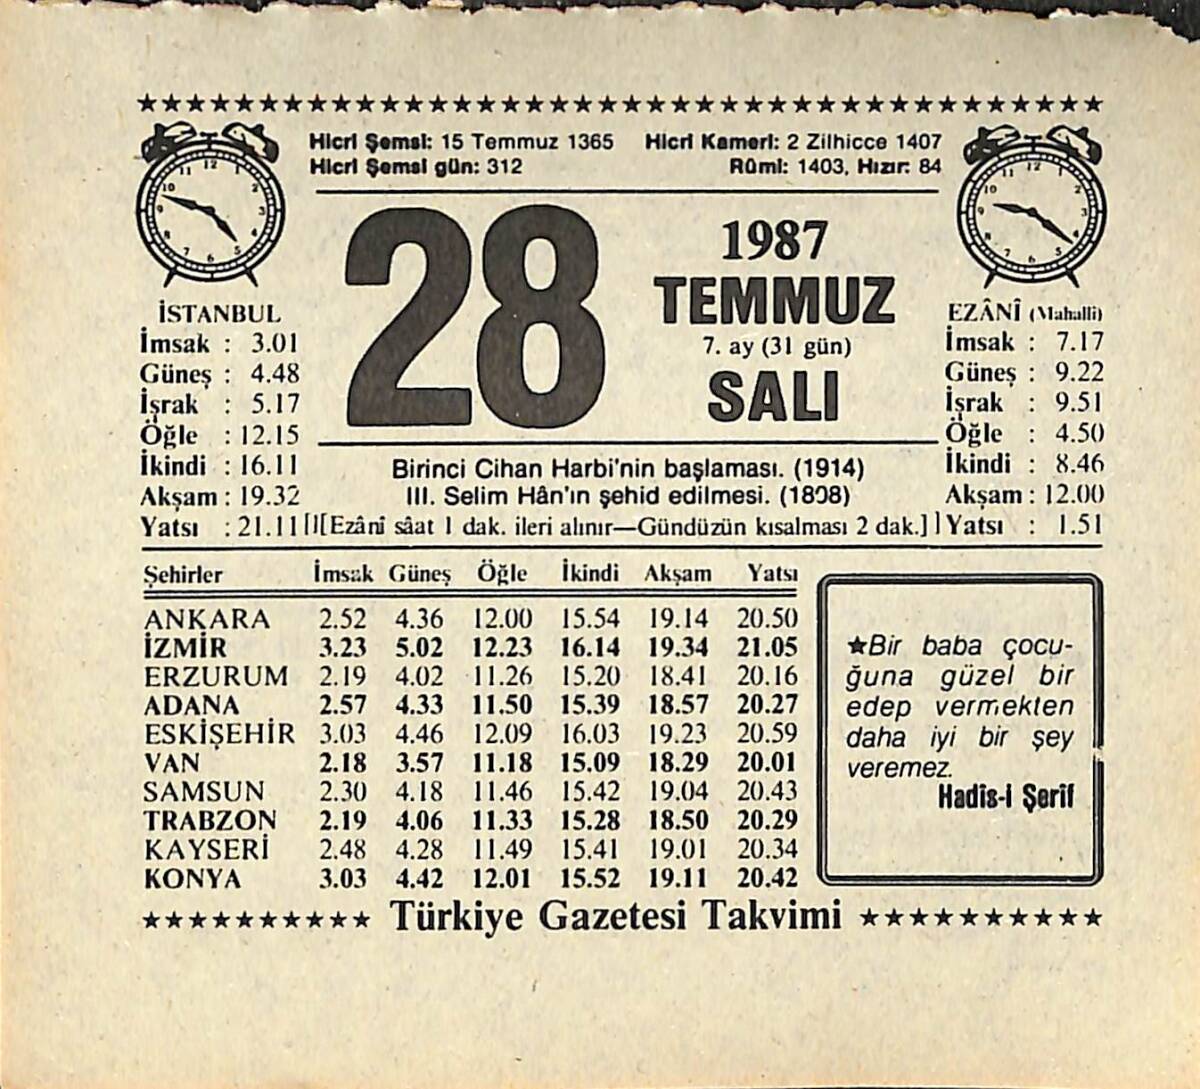 Hicrî Şemsî: 15 Temmuz 1365 Hicrî Kamerî: 2 Zilhicce 1407
Hicrî Şemsî gün: 312 Rûmî: 1403, Hızır: 84
28
1987
TEMMUZ
7. ay (31 gün)
SALI
İSTANBUL
İmsak : 3.01
Güneş : 4.48
İşrak : 5.17
Öğle : 12.15
İkindi : 16.11
Akşam : 19.32
Yatsı : 21.11
EZÂNÎ (Mahallî)
İmsak : 7.17
Güneş : 9.22
İşrak : 9.51
Öğle : 4.50
İkindi : 8.46
Akşam : 12.00
Yatsı : 1.51
Birinci Cihan Harbi'nin başlaması. (1914)
III. Selim Hân'ın şehid edilmesi. (1808)
[Ezânî sâat 1 dak. ileri alınır—Gündüzün kısalması 2 dak.]
Şehirler İmsak Güneş Öğle İkindi Akşam Yatsı
ANKARA 2.52 4.36 12.00 15.54 19.14 20.50
İZMİR 3.23 5.02 12.23 16.14 19.34 21.05
ERZURUM 2.19 4.02 11.26 15.20 18.41 20.16
ADANA 2.57 4.33 11.50 15.39 18.57 20.27
ESKİŞEHİR 3.03 4.46 12.09 16.03 19.23 20.59
VAN 2.18 3.57 11.18 15.09 18.29 20.01
SAMSUN 2.30 4.18 11.46 15.42 19.04 20.43
TRABZON 2.19 4.06 11.33 15.28 18.50 20.29
KAYSERİ 2.48 4.28 11.49 15.41 19.01 20.34
KONYA 3.03 4.42 12.01 15.52 19.11 20.42
★Bir baba çocu-
ğuna güzel bir
edep vermekten
daha iyi bir şey
veremez.
Hadîs-i Şerîf
Türkiye Gazetesi Takvimi